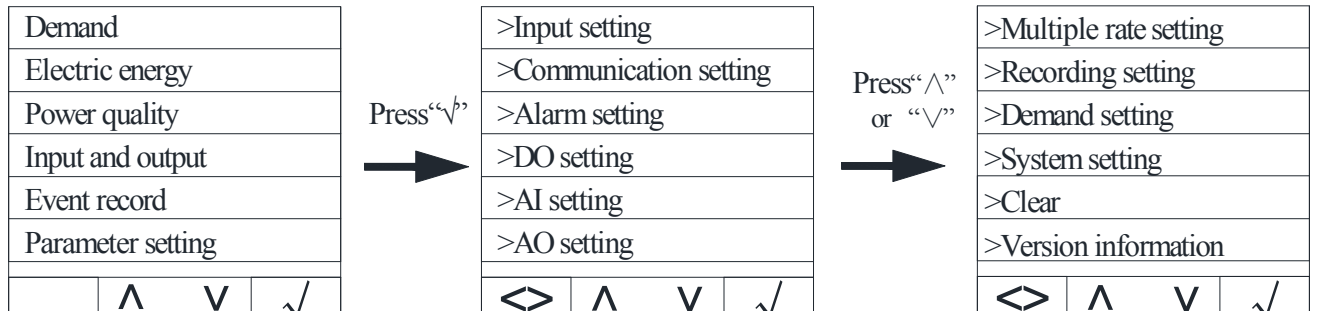 Demand
Electric energy
Power quality
Input and output
Event record
Parameter setting
∧ ∨ √
Press“√”
>Input setting
>Communication setting
>Alarm setting
>DO setting
>AI setting
>AO setting
<> ∧ ∨ √
Press“∧”
or “∨”
>Multiple rate setting
>Recording setting
>Demand setting
>System setting
>Clear
>Version information
<> ∧ ∨ √